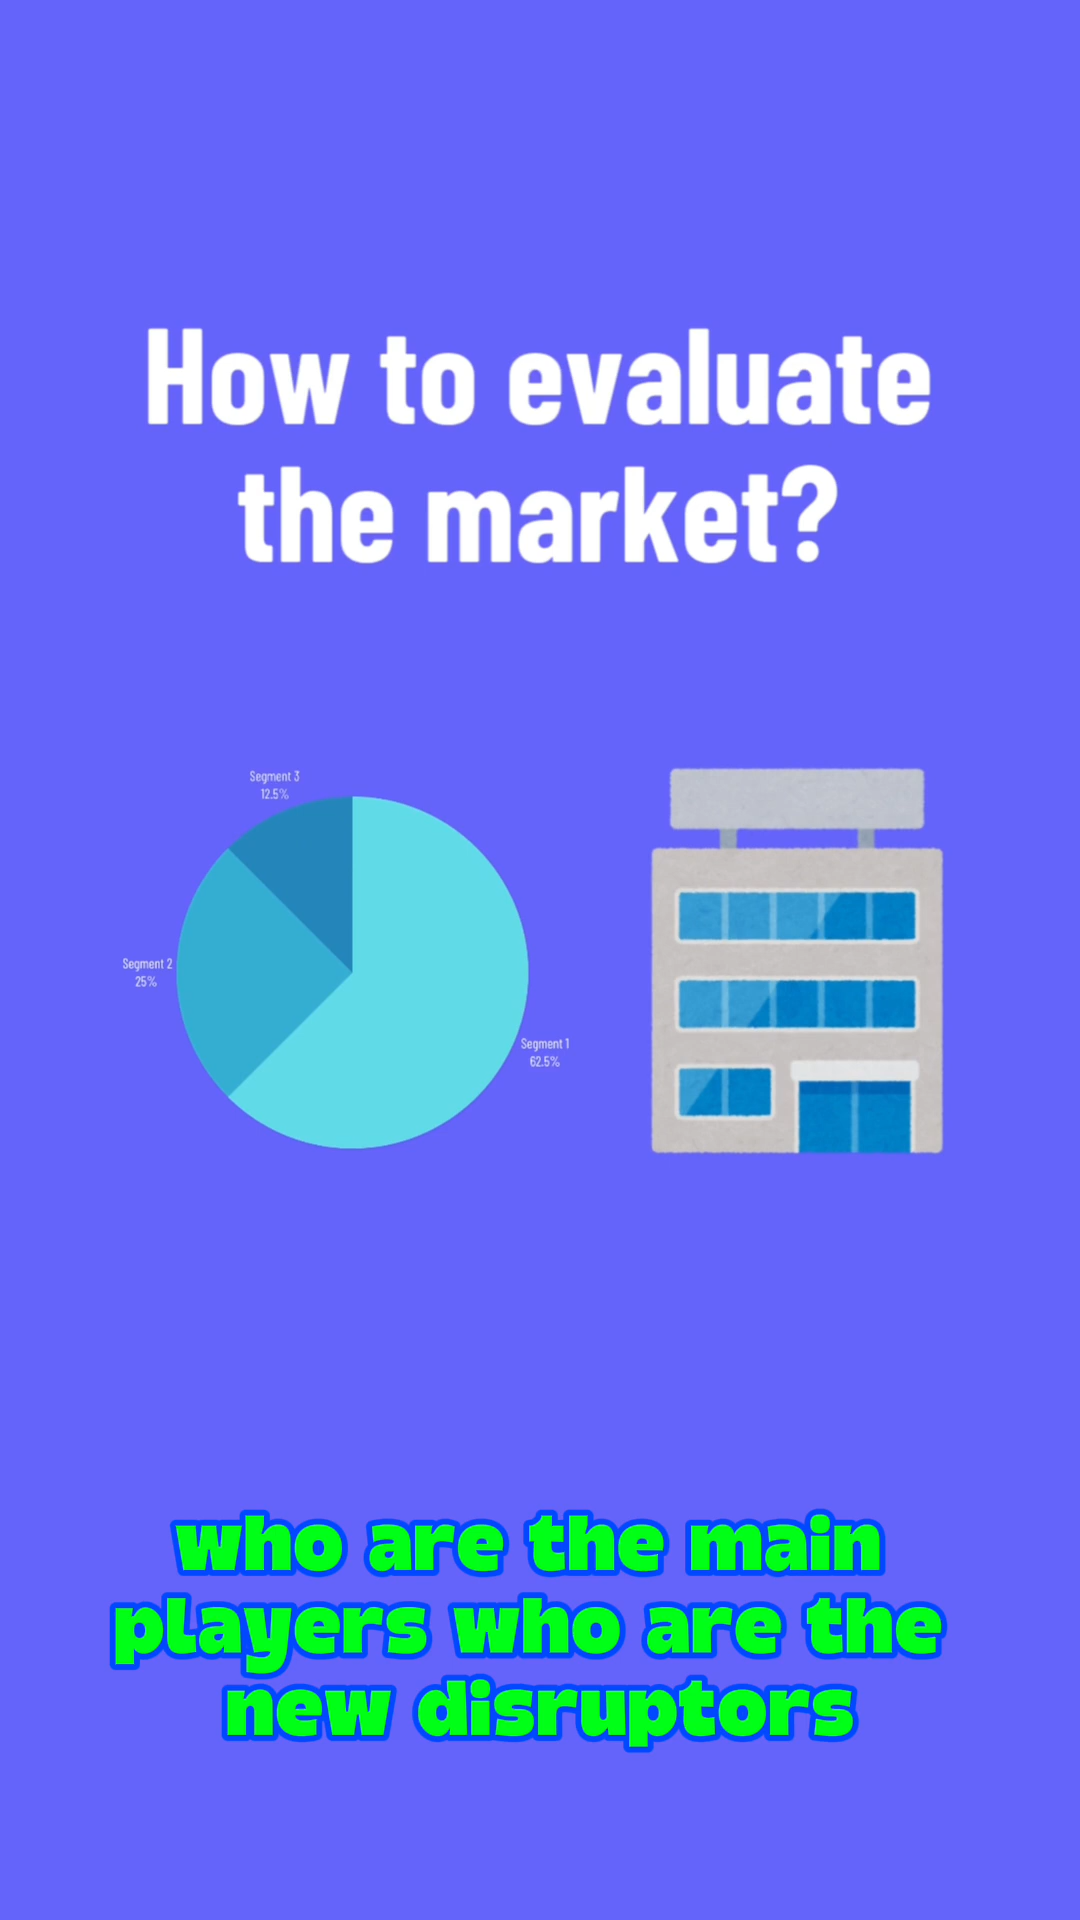 How to evaluate
the market?
Segment 3
12.5%
Segment 2
25%
Segment 1
62.5%
who are the main
players who are the
new disruptors